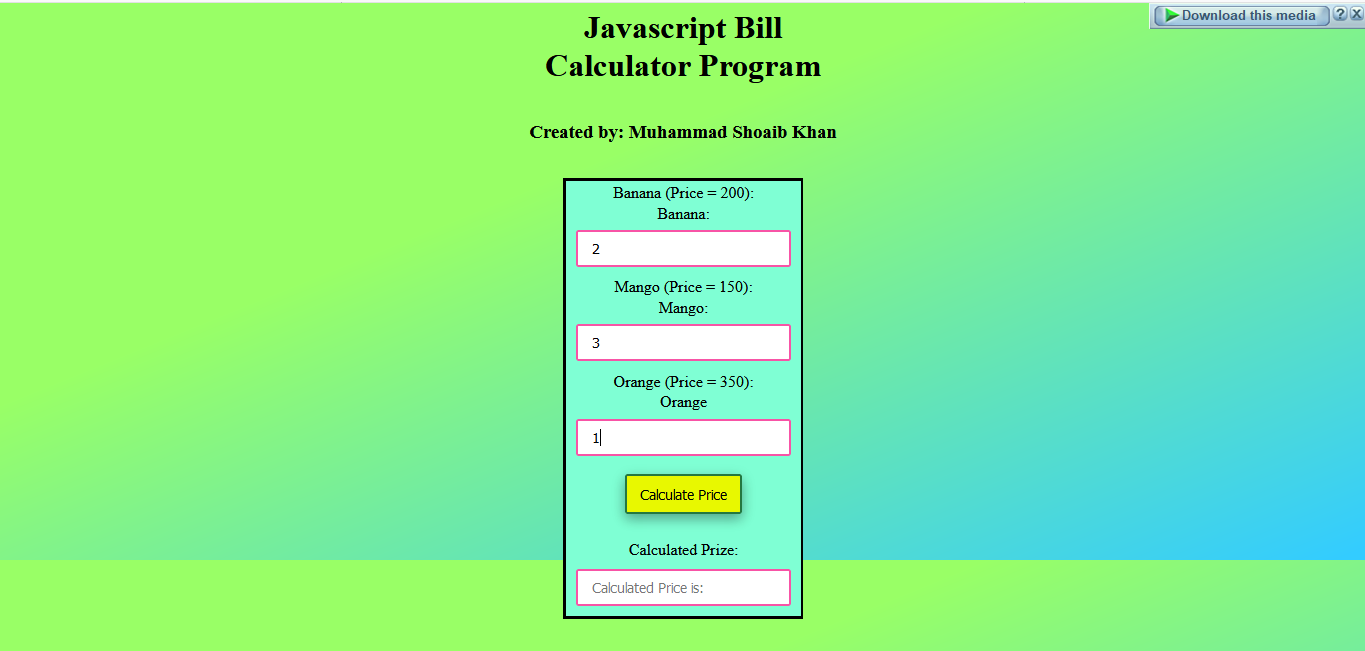 Javascript Bill
Calculator Program
Download this media
?
X
Created by: Muhammad Shoaib Khan
Banana (Price = 200):
Banana:
2
Mango (Price = 150):
Mango:
3
Orange (Price = 350):
Orange
1
Calculate Price
Calculated Prize:
Calculated Price is: